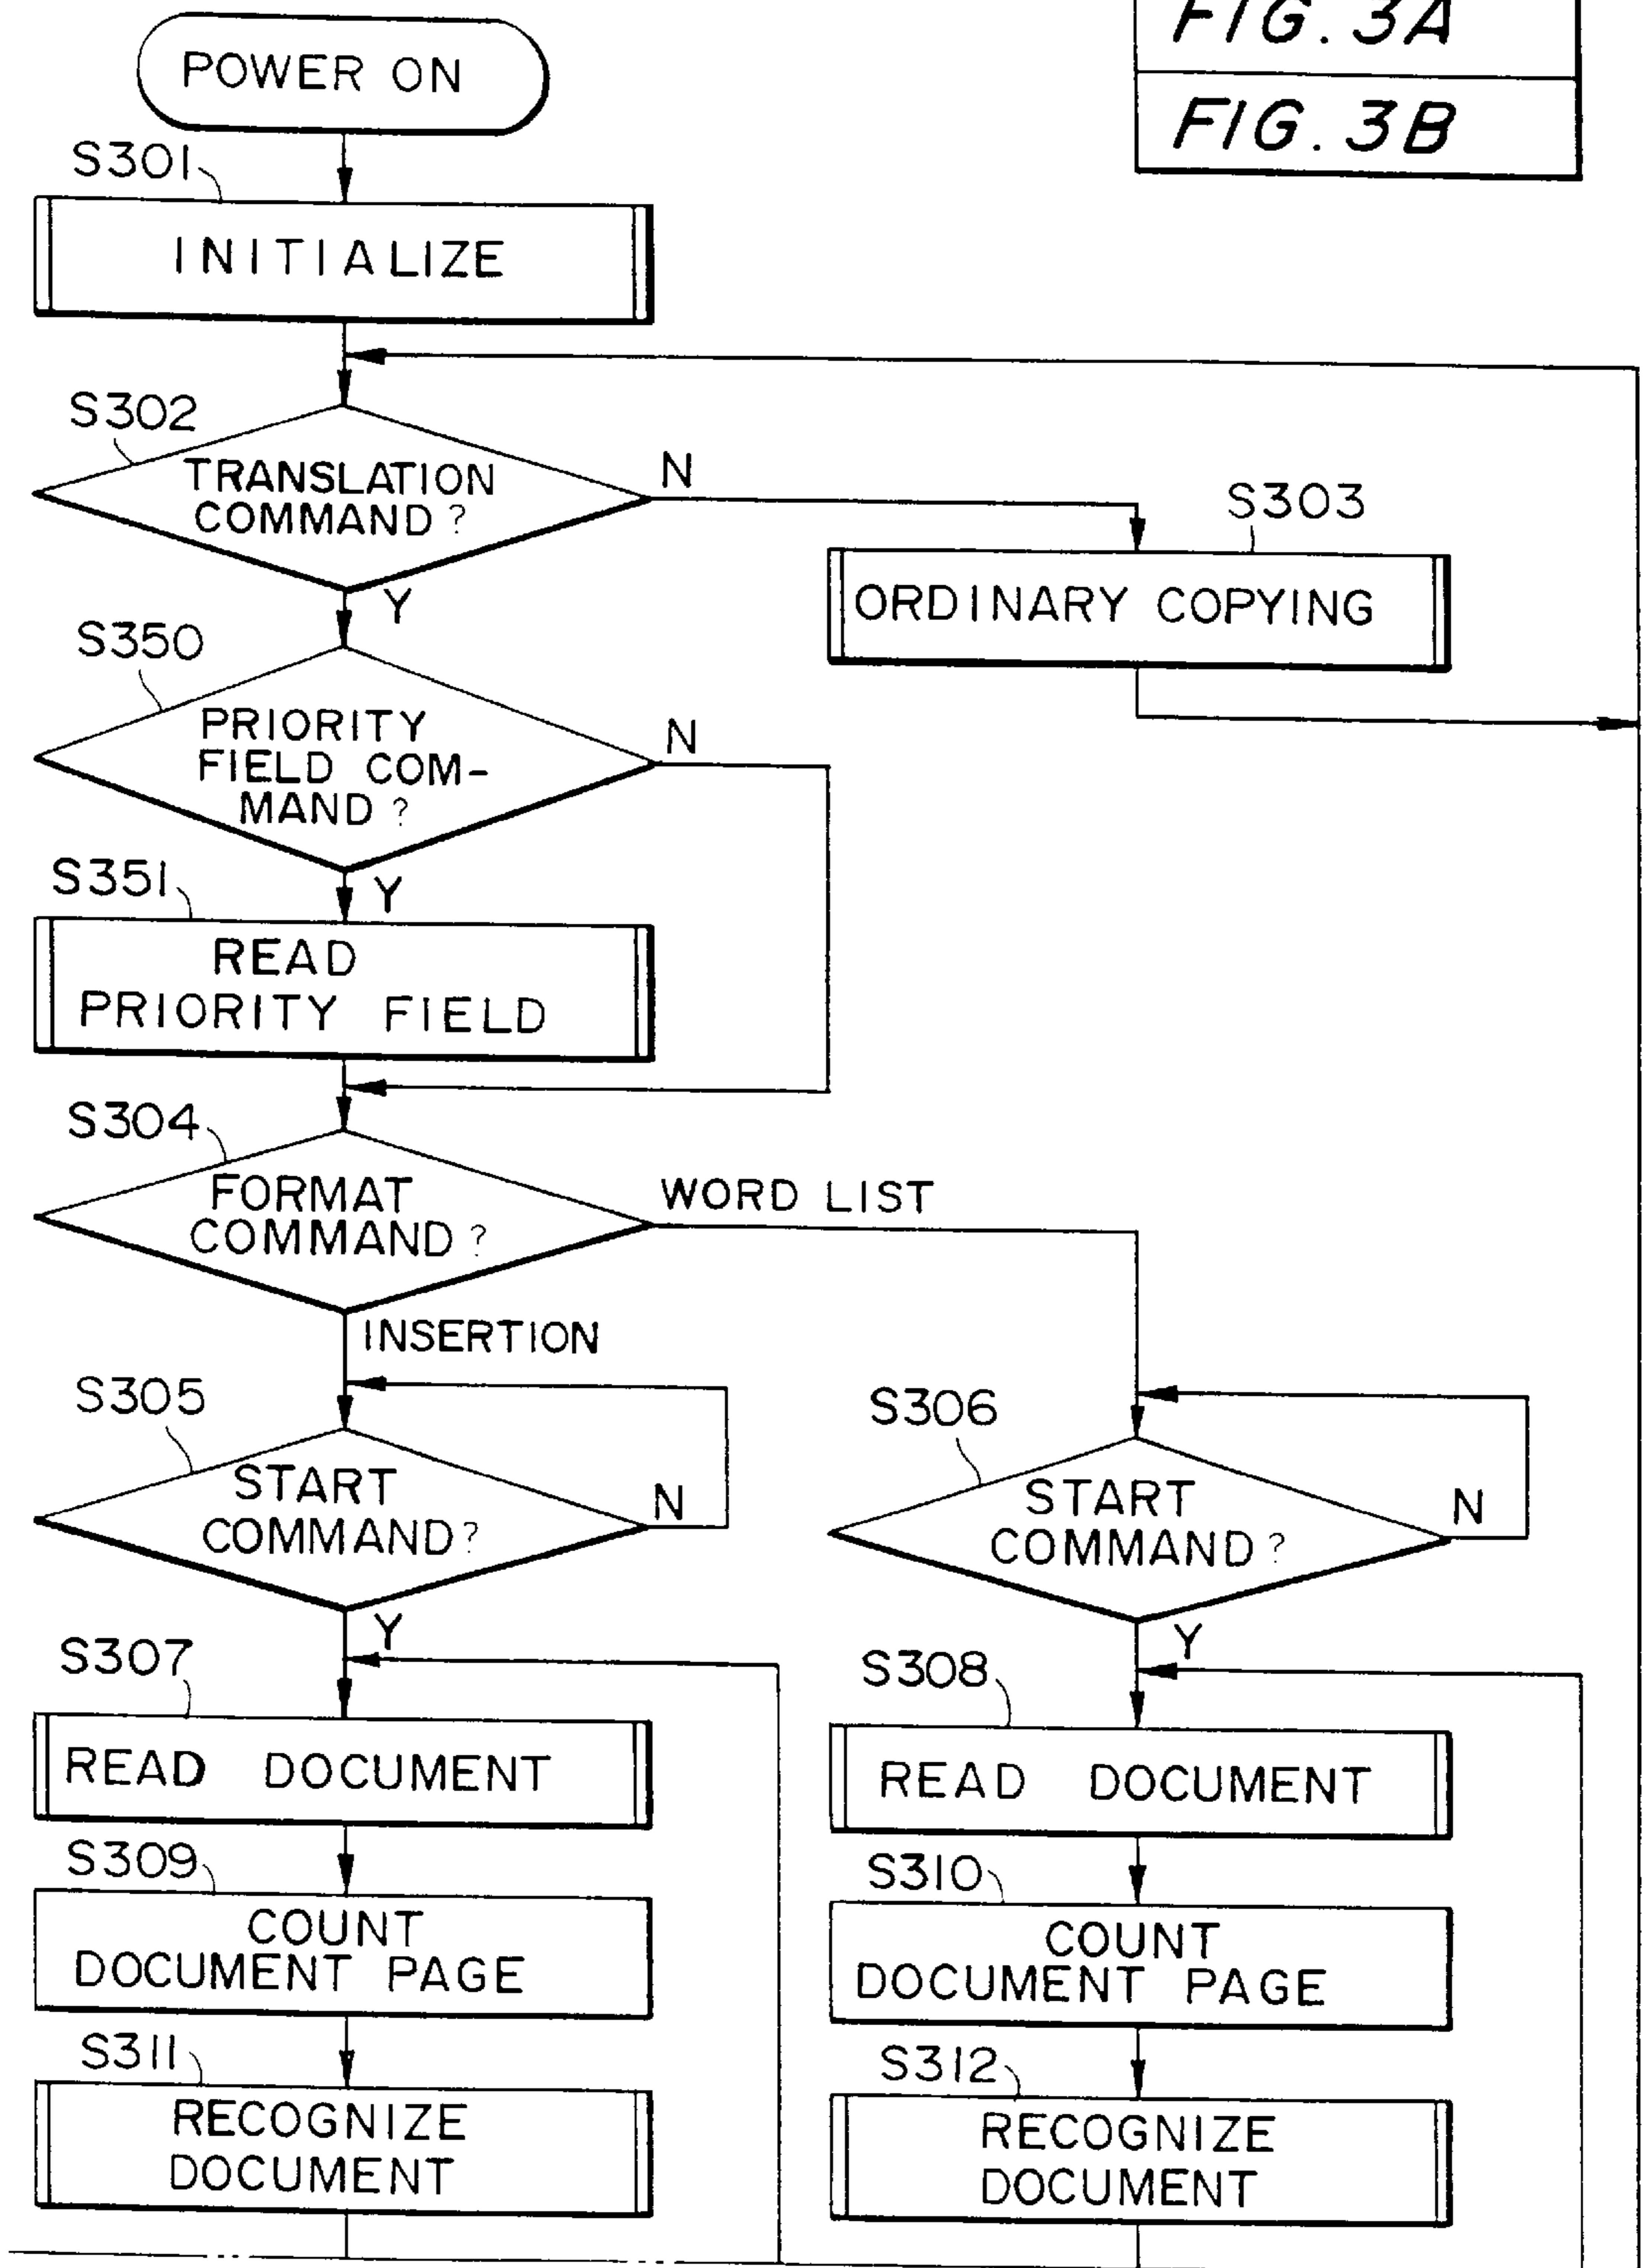 FIG. 3A
FIG. 3B
POWER ON
S301
INITIALIZE
S302
TRANSLATION
COMMAND?
N
Y
S303
ORDINARY COPYING
S350
PRIORITY
FIELD COM-
MAND?
N
Y
S351
READ
PRIORITY FIELD
S304
FORMAT
COMMAND?
WORD LIST
INSERTION
S305
START
COMMAND?
N
Y
S306
START
COMMAND?
N
Y
S307
READ DOCUMENT
S308
READ DOCUMENT
S309
COUNT
DOCUMENT PAGE
S310
COUNT
DOCUMENT PAGE
S311
RECOGNIZE
DOCUMENT
S312
RECOGNIZE
DOCUMENT